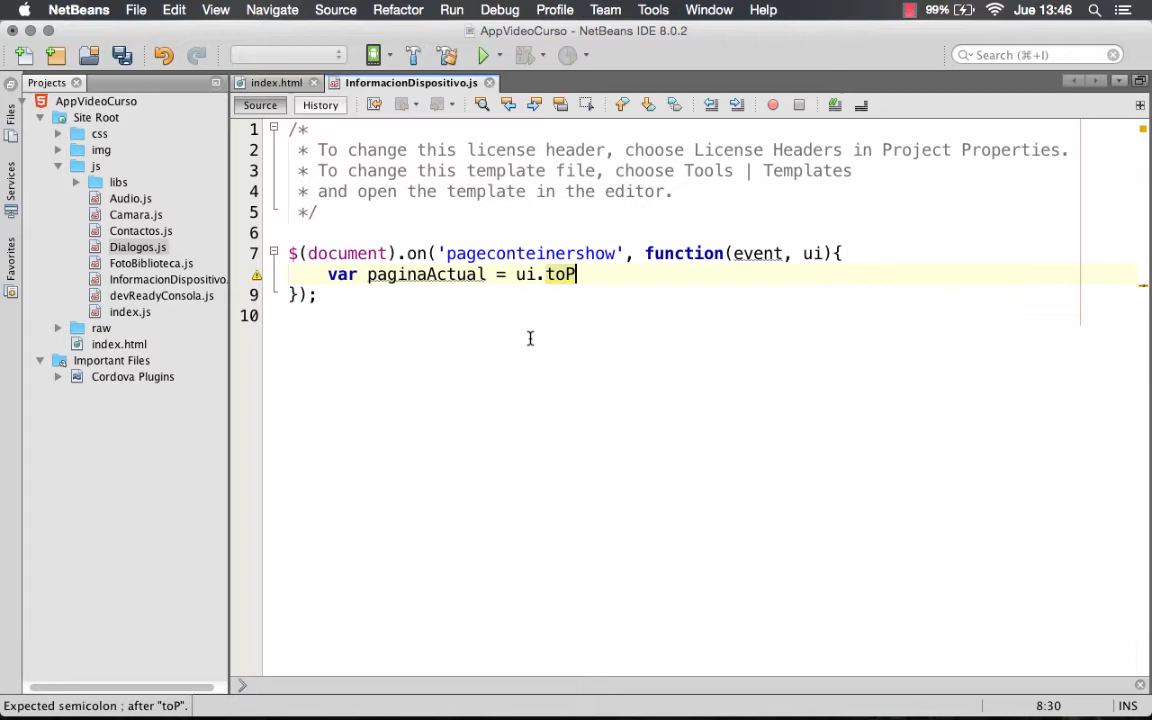 NetBeans File Edit View Navigate Source Refactor Run Debug Profile Team Tools Window Help 99% Jue 13:46
AppVideoCurso - NetBeans IDE 8.0.2
Search (⌘+I)
Projects
index.html
InformacionDispositivo.js
Source
History
Files
Services
Favorites
AppVideoCurso
Site Root
css
img
js
libs
Audio.js
Camara.js
Contactos.js
Dialogos.js
FotoBiblioteca.js
InformacionDispositivo.
devReadyConsola.js
index.js
raw
index.html
Important Files
Cordova Plugins
1 /*
2 * To change this license header, choose License Headers in Project Properties.
3 * To change this template file, choose Tools | Templates
4 * and open the template in the editor.
5 */
6
7 $(document).on('pageconteinershow', function(event, ui){
var paginaActual = ui.toP
9 });
10
Expected semicolon ; after "toP".
8:30
INS